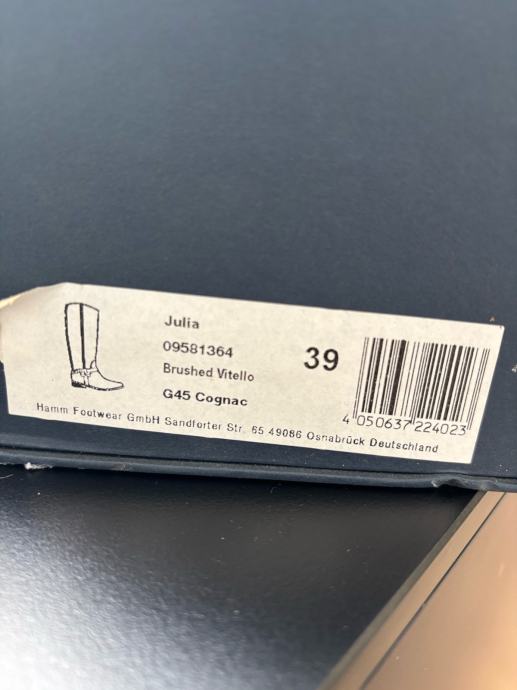 Julia
09581364
Brushed Vitello
G45 Cognac
39
4 050637 224023
Hamm Footwear GmbH Sandforter Str. 65 49086 Osnabrück Deutschland